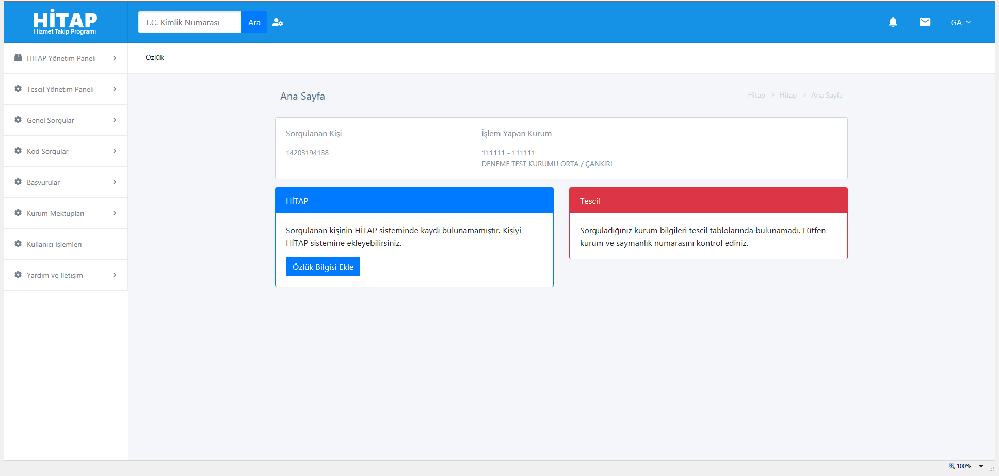 HİTAP
Hizmet Takip Programı
T.C. Kimlik Numarası
Ara
GA
HİTAP Yönetim Paneli
Tescil Yönetim Paneli
Genel Sorgular
Kod Sorgular
Başvurular
Kurum Mektupları
Kullanıcı İşlemleri
Yardım ve İletişim
Özlük
Ana Sayfa
Hitap > Hitap > Ana Sayfa
Sorgulanan Kişi
14203194138
İşlem Yapan Kurum
111111 - 111111
DENEME TEST KURUMU ORTA / ÇANKIRI
HİTAP
Sorgulanan kişinin HİTAP sisteminde kaydı bulunamamıştır. Kişiyi
HİTAP sistemine ekleyebilirsiniz.
Özlük Bilgisi Ekle
Tescil
Sorguladığınız kurum bilgileri tescil tablolarında bulunamadı. Lütfen
kurum ve saymanlık numarasını kontrol ediniz.
100%